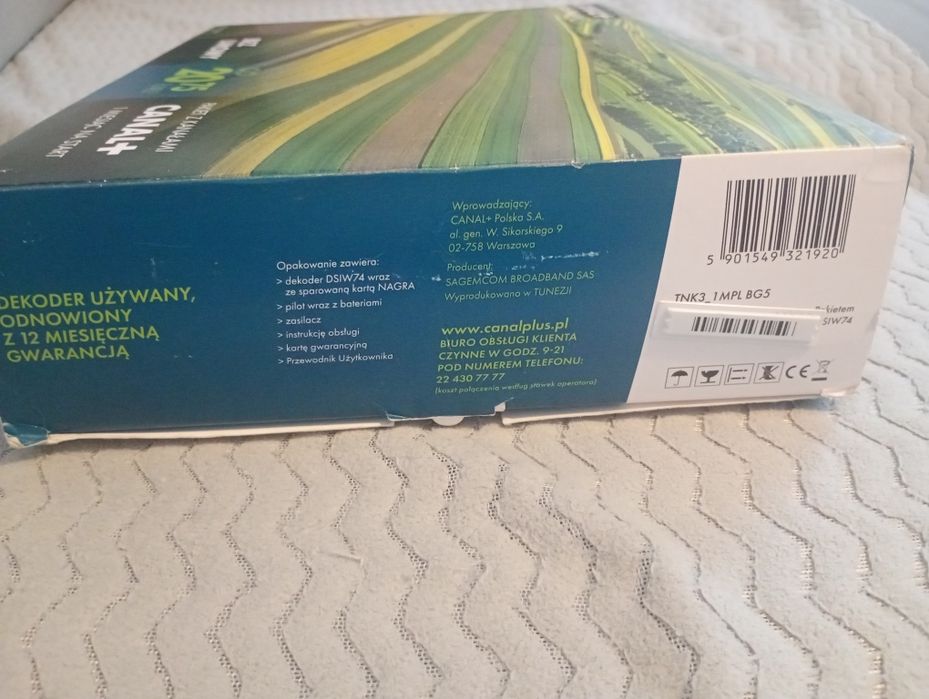 CANAL+
DEKODER UŻYWANY,
ODNOWIONY
Z 12 MIESIĘCZNĄ
GWARANCJĄ
Opakowanie zawiera:
> dekoder DSIW74 wraz
ze sparowaną kartą NAGRA
> pilot wraz z bateriami
> zasilacz
> instrukcję obsługi
> kartę gwarancyjną
> Przewodnik Użytkownika
Wprowadzający:
CANAL+ Polska S.A.
al. gen. W. Sikorskiego 9
02-758 Warszawa
Producent:
SAGEMCOM BROADBAND SAS
Wyprodukowano w TUNEZJI
www.canalplus.pl
BIURO OBSŁUGI KLIENTA
CZYNNE W GODZ. 9-21
POD NUMEREM TELEFONU:
22 430 77 77
(koszt połączenia według stawek operatora)
5 901549 321920
TNK3_1MPL BG5
CE